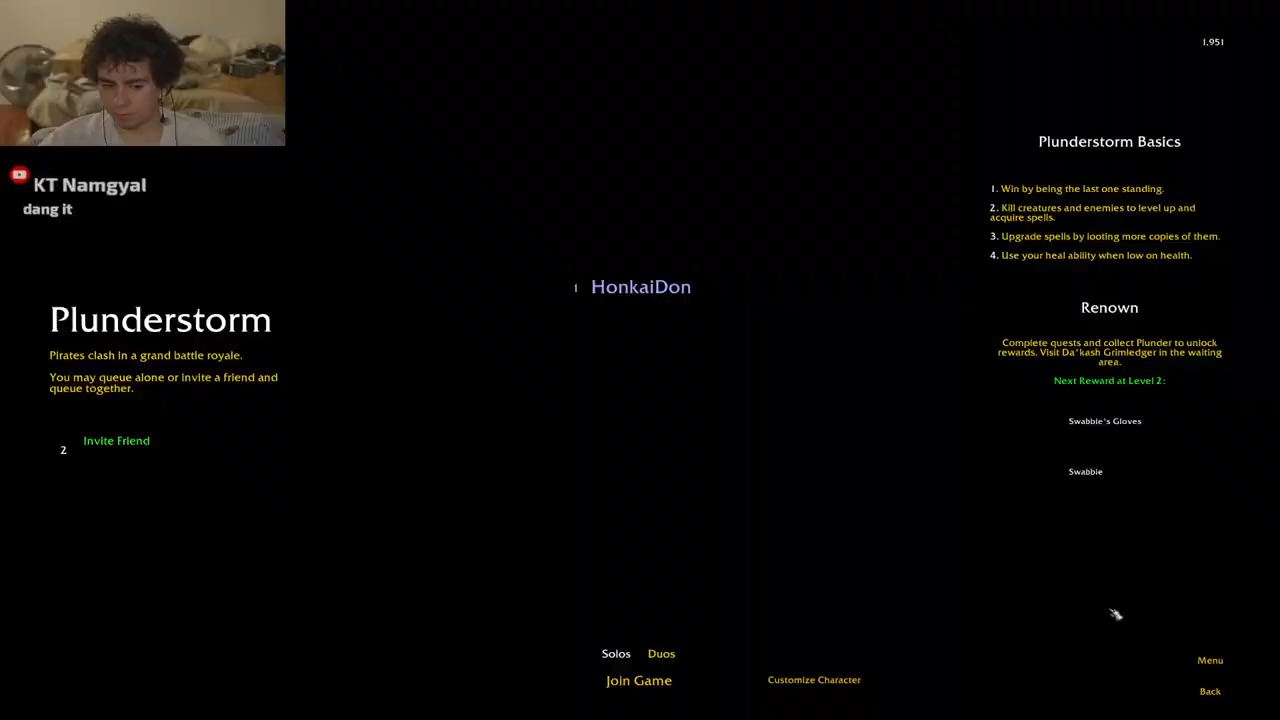 1,951
KT Namgyal
dang it
Plunderstorm
Pirates clash in a grand battle royale.
You may queue alone or invite a friend and
queue together.
Invite Friend
2
1 HonkaiDon
Solos Duos
Join Game
Customize Character
Plunderstorm Basics
1. Win by being the last one standing.
2. Kill creatures and enemies to level up and
acquire spells.
3. Upgrade spells by looting more copies of them.
4. Use your heal ability when low on health.
Renown
Complete quests and collect Plunder to unlock
rewards. Visit Da'kash Grimledger in the waiting
area.
Next Reward at Level 2:
Swabbie's Gloves
Swabbie
Menu
Back